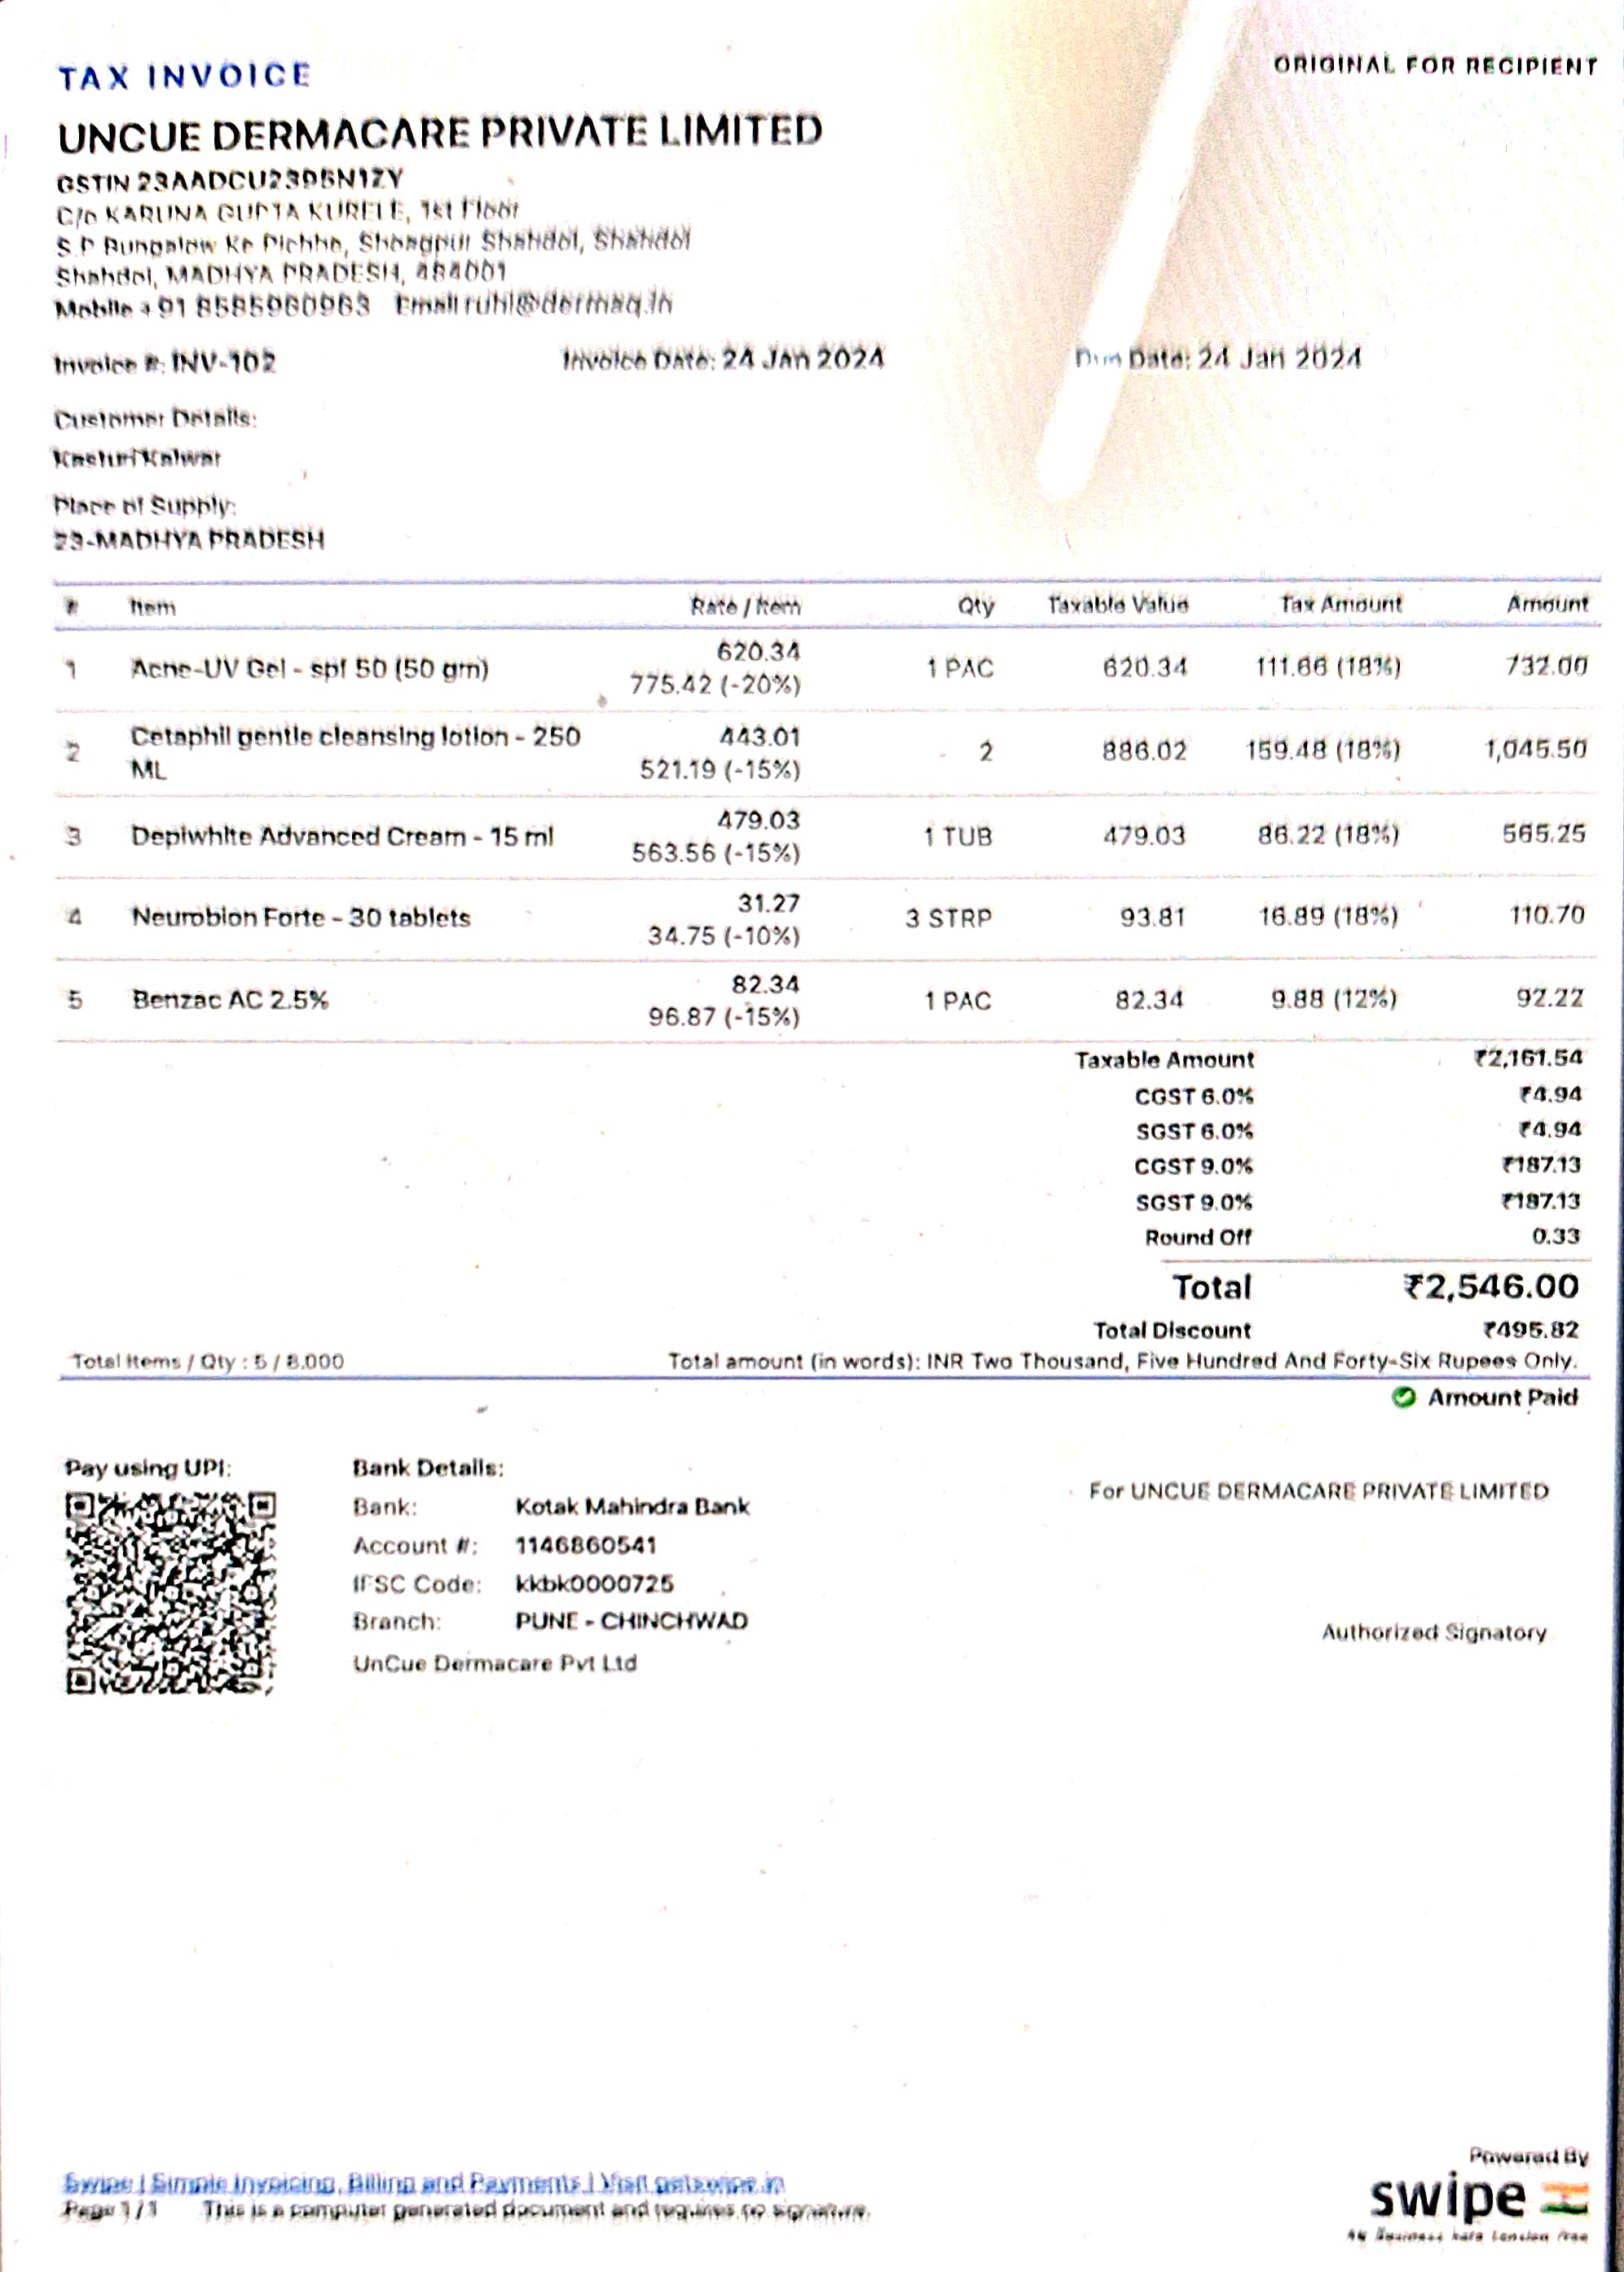 TAX INVOICE
ORIGINAL FOR RECIPIENT
UNCUE DERMACARE PRIVATE LIMITED
GSTIN 23AADCU2395N1ZY
C/o KARUNA GUPTA KURELE, 1st Floor
S.P Bungalow Ke Pichhe, Shahdol, Shahdol
Shahdol, MADHYA PRADESH, 484001
Mobile +91 8585960963 Email ruhi@dermaq.in
Invoice #: INV-102 Invoice Date: 24 Jan 2024 Due Date: 24 Jan 2024
Customer Details:
Kasturi Kalwar
Place of Supply:
23-MADHYA PRADESH
# Item Rate / Item Qty Taxable Value Tax Amount Amount
1 Acne-UV Gel - spf 50 (50 gm) 620.34 1 PAC 620.34 111.66 (18%) 732.00
775.42 (-20%)
2 Cetaphil gentle cleansing lotion - 250 443.01 2 886.02 159.48 (18%) 1,045.50
ML 521.19 (-15%)
3 Depiwhite Advanced Cream - 15 ml 479.03 1 TUB 479.03 86.22 (18%) 565.25
563.56 (-15%)
4 Neurobion Forte - 30 tablets 31.27 3 STRP 93.81 16.89 (18%) 110.70
34.75 (-10%)
5 Benzac AC 2.5% 82.34 1 PAC 82.34 9.88 (12%) 92.22
96.87 (-15%)
Taxable Amount ₹2,161.54
CGST 6.0% ₹4.94
SGST 6.0% ₹4.94
CGST 9.0% ₹187.13
SGST 9.0% ₹187.13
Round Off 0.33
Total ₹2,546.00
Total Discount ₹495.82
Total Items / Qty : 5 / 8.000 Total amount (in words): INR Two Thousand, Five Hundred And Forty-Six Rupees Only.
Amount Paid
Pay using UPI:
Bank Details:
Bank: Kotak Mahindra Bank
Account #: 1146860541
IFSC Code: kkbk0000725
Branch: PUNE - CHINCHWAD
UnCue Dermacare Pvt Ltd
For UNCUE DERMACARE PRIVATE LIMITED
Authorized Signatory
Swipe | Simple Invoicing, Billing and Payments | Visit getswipe.in
Page 1 / 1 This is a computer generated document and requires no signature.
Powered By
swipe